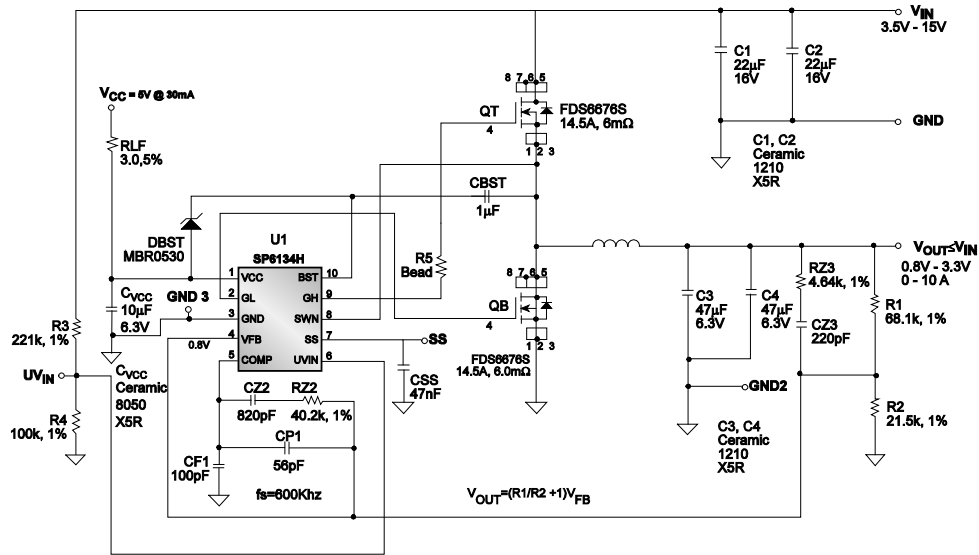 VIN
3.5V - 15V
C1
22µF
16V
C2
22µF
16V
GND
C1, C2
Ceramic
1210
X5R
VCC = 5V @ 30mA
RLF
3.0,5%
8 7 6 5
QT
4
FDS6676S
14.5A, 6mΩ
1 2 3
CBST
1µF
DBST
MBR0530
U1
SP6134H
1 VCC BST 10
2 GL GH 9
3 GND SWN 8
4 VFB SS 7
5 COMP UVIN 6
0.8V
R5
Bead
8 7 6 5
QB
4
1 2 3
FDS6676S
14.5A, 6.0mΩ
VOUT≤VIN
0.8V - 3.3V
0 - 10 A
C3
47µF
6.3V
C4
47µF
6.3V
RZ3
4.64k, 1%
CZ3
220pF
R1
68.1k, 1%
R2
21.5k, 1%
GND2
C3, C4
Ceramic
1210
X5R
GND 3
CVCC
10µF
6.3V
R3
221k, 1%
UVIN
R4
100k, 1%
CVCC
Ceramic
8050
X5R
SS
CSS
47nF
CZ2
820pF
RZ2
40.2k, 1%
CP1
56pF
CF1
100pF
fs=600Khz
VOUT=(R1/R2 +1)VFB